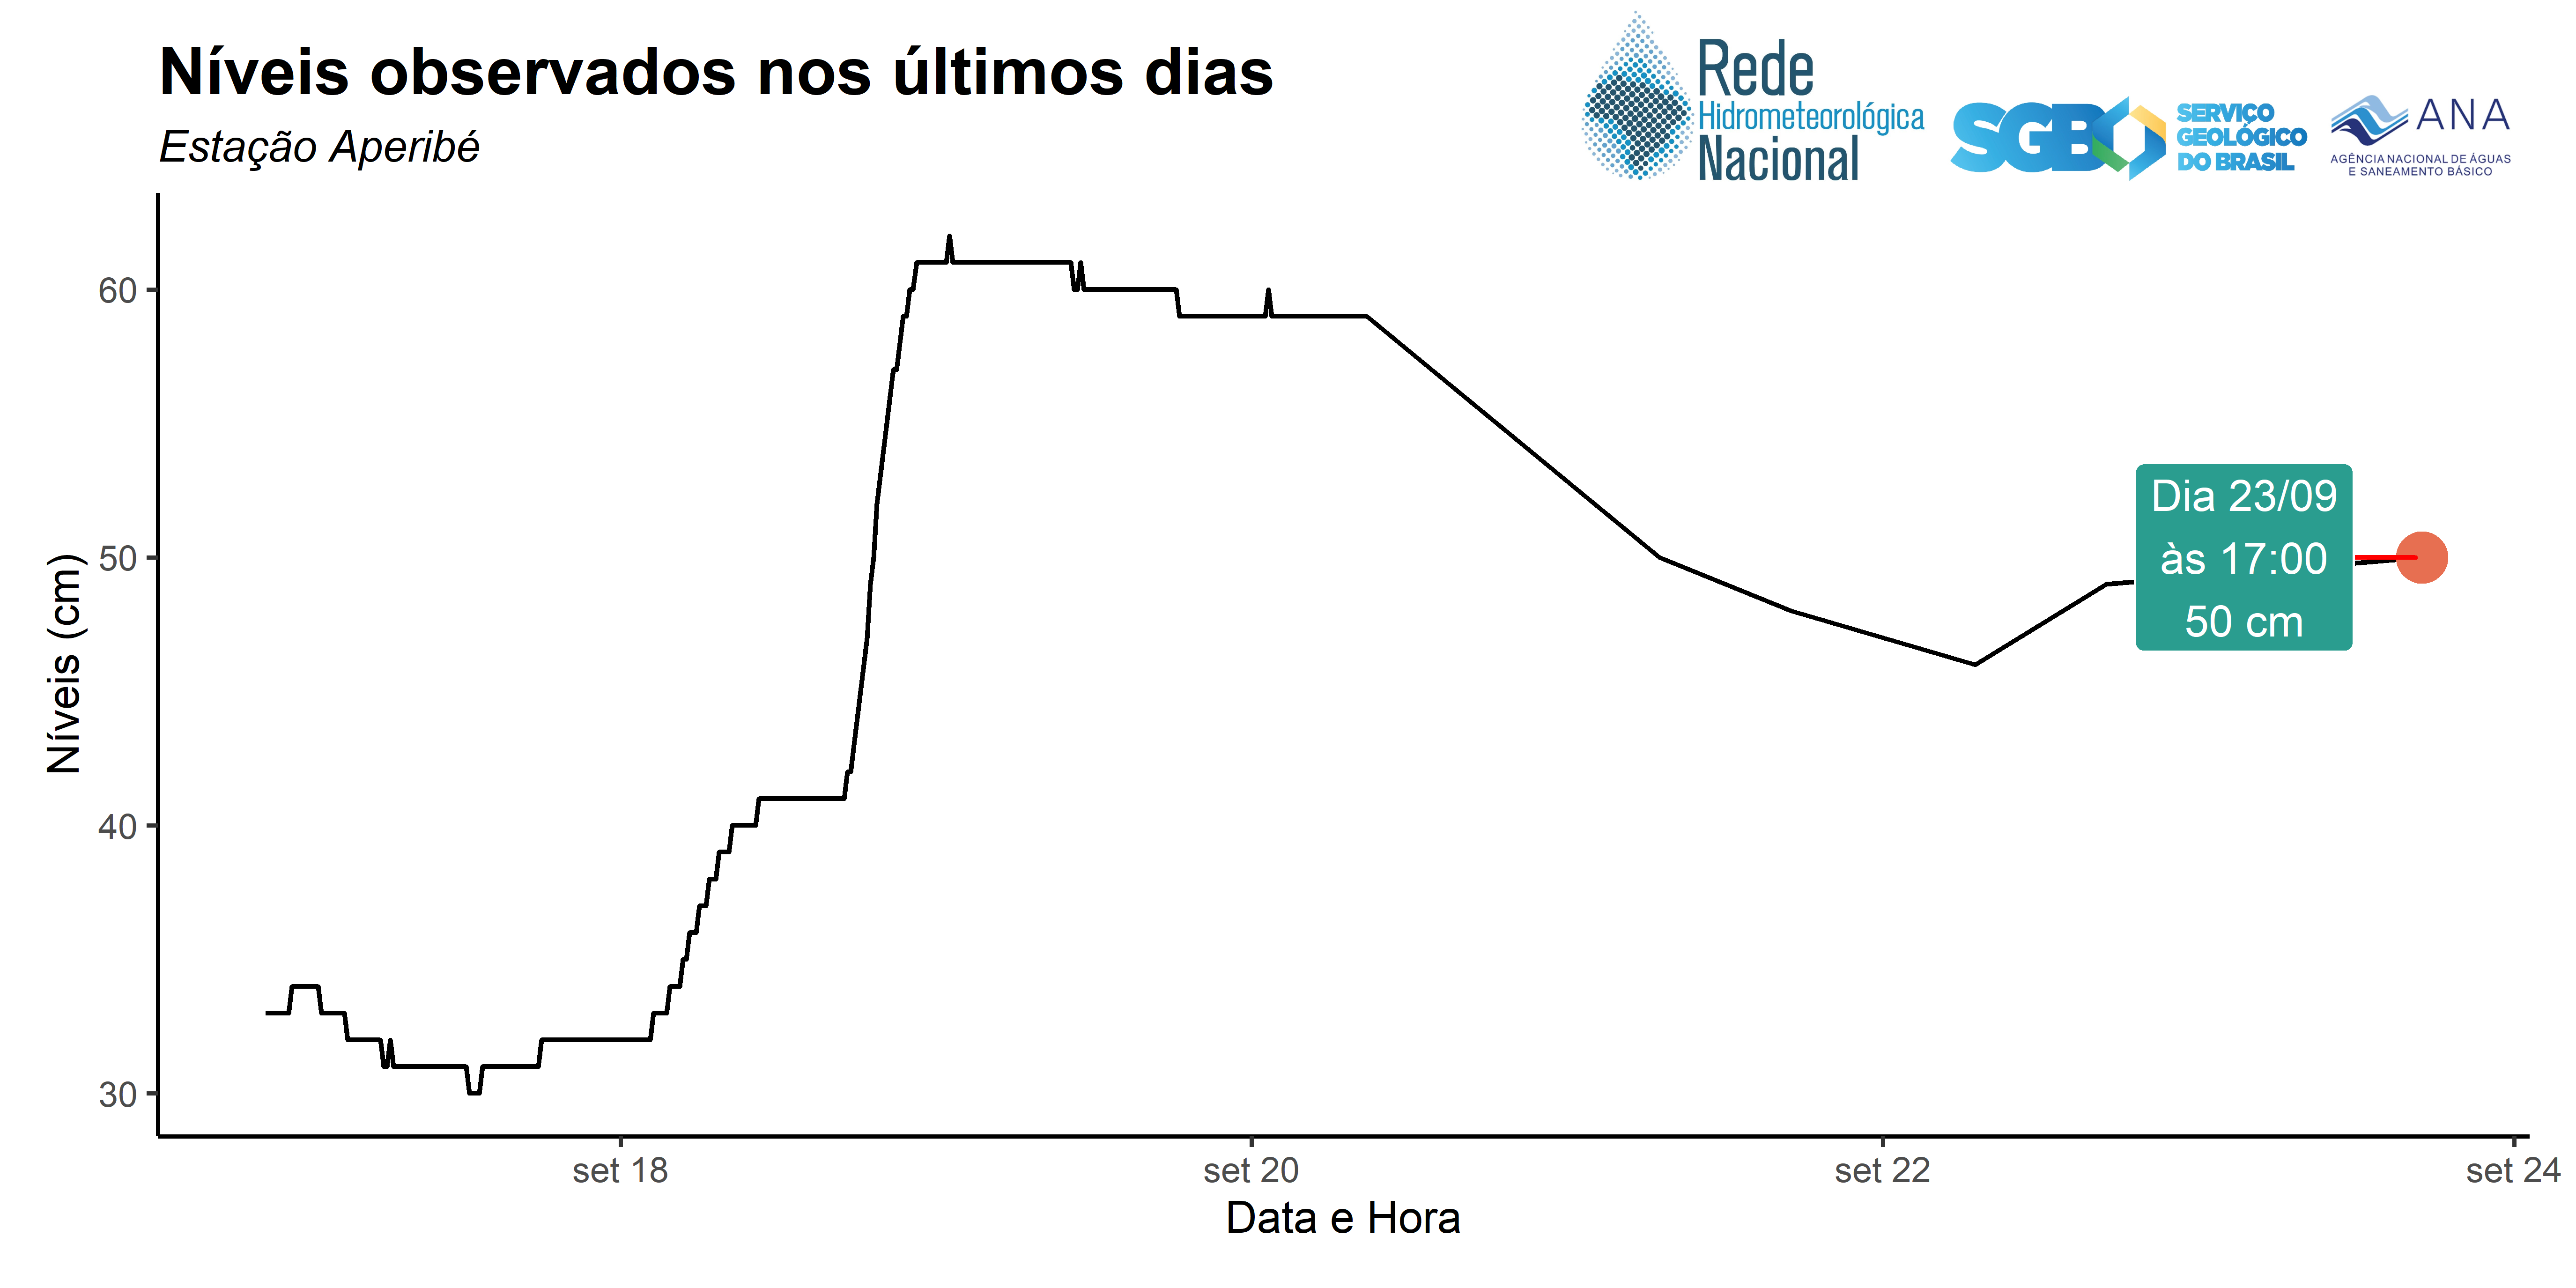 Níveis observados nos últimos dias
Estação Aperibé
Rede
Hidrometeorológica
Nacional
SGB
SERVIÇO
GEOLÓGICO
DO BRASIL
ANA
AGÊNCIA NACIONAL DE ÁGUAS
E SANEAMENTO BÁSICO
Níveis (cm)
60
50
40
30
Dia 23/09
às 17:00
50 cm
set 18
set 20
set 22
set 24
Data e Hora